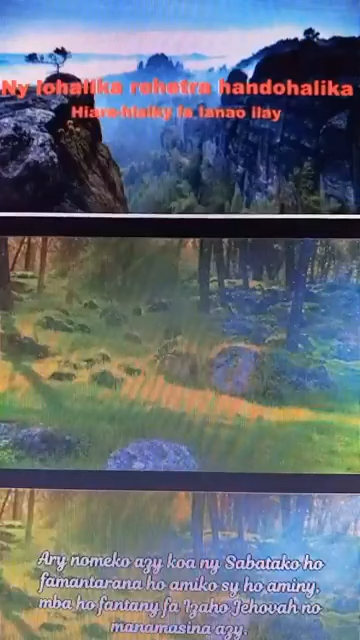 Ny lohalika rehetra handohalika
Hiara-hiaiky fa Ianao ilay
Ary nomeko azy koa ny Sabatako ho
famantarana ho amiko sy ho aminy,
mba ho fantany fa Izaho Jehovah no
manamasina azy.